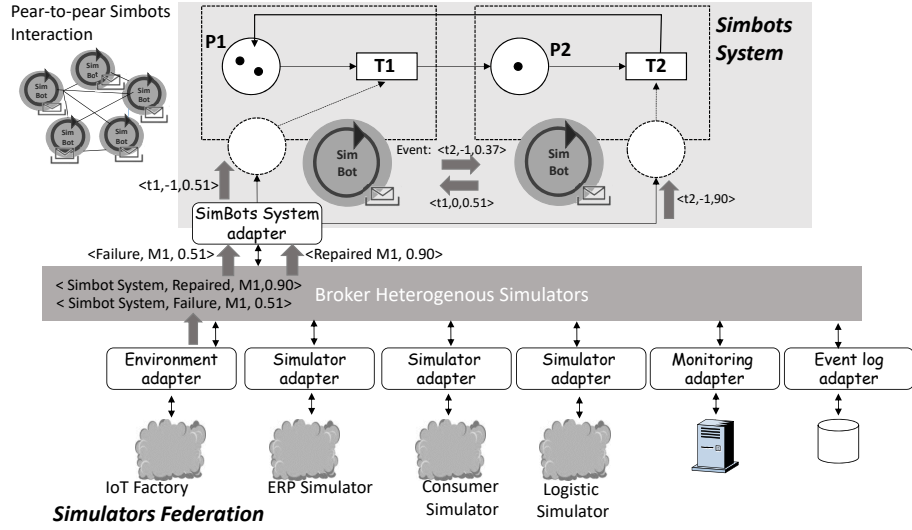 Pear-to-pear Simbots
Interaction
Sim
Bot
Sim
Bot
Sim
Bot
Sim
Bot
Sim
Bot
P1
T1
P2
T2
Simbots
System
Sim
Bot
Event: <t2,-1,0.37>
<t1,0,0.51>
Sim
Bot
<t1,-1,0.51>
<t2,-1,90>
SimBots System
adapter
<Failure, M1, 0.51>
<Repaired M1, 0.90>
< Simbot System, Repaired, M1,0.90>
< Simbot System, Failure, M1, 0.51>
Broker Heterogenous Simulators
Environment
adapter
Simulator
adapter
Simulator
adapter
Simulator
adapter
Monitoring
adapter
Event log
adapter
IoT Factory
ERP Simulator
Consumer
Simulator
Logistic
Simulator
Simulators Federation